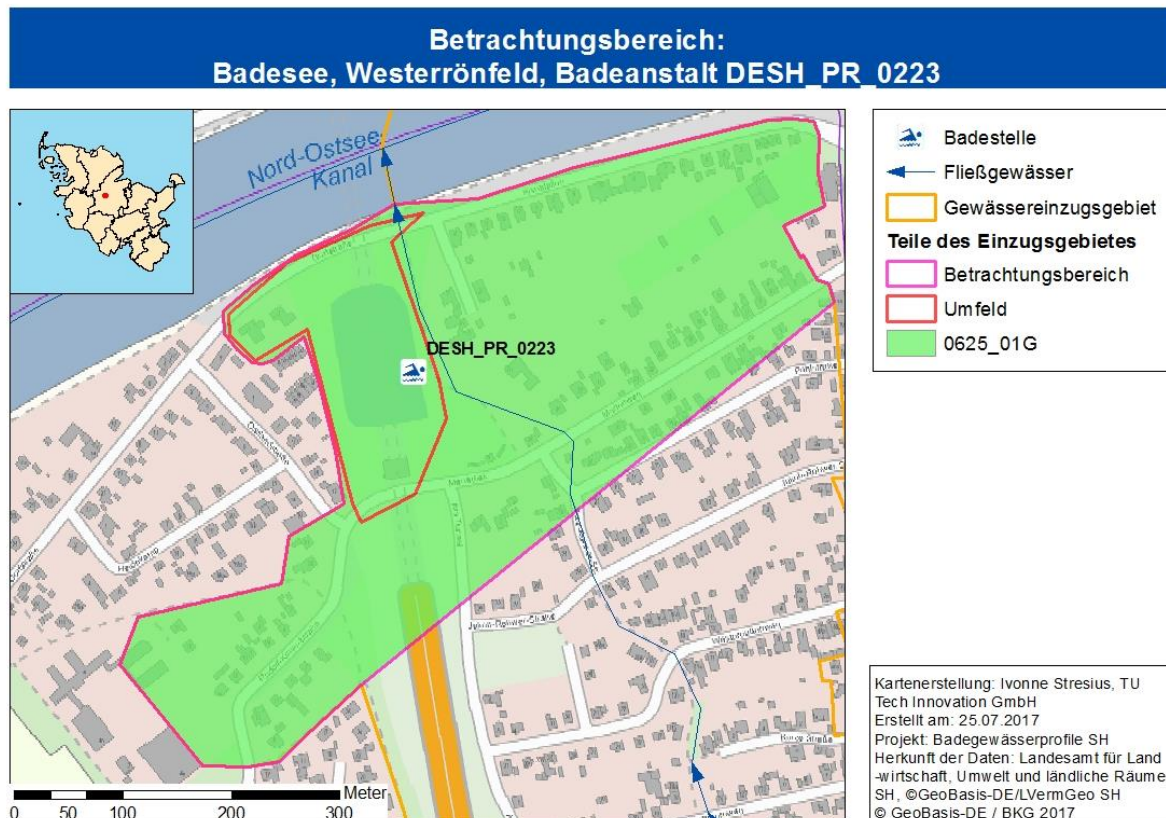 Betrachtungsbereich:
Badesee, Westerrönfeld, Badeanstalt DESH_PR_0223
Nord-Ostsee
Kanal
DESH_PR_0223
Meter
0 50 100 200 300
Badestelle
Fließgewässer
Gewässereinzugsgebiet
Teile des Einzugsgebietes
Betrachtungsbereich
Umfeld
0625_01G
Kartenerstellung: Ivonne Stresius, TU
Tech Innovation GmbH
Erstellt am: 25.07.2017
Projekt: Badegewässerprofile SH
Herkunft der Daten: Landesamt für Land
-wirtschaft, Umwelt und ländliche Räume
SH, ©GeoBasis-DE/LVermGeo SH
© GeoBasis-DE / BKG 2017